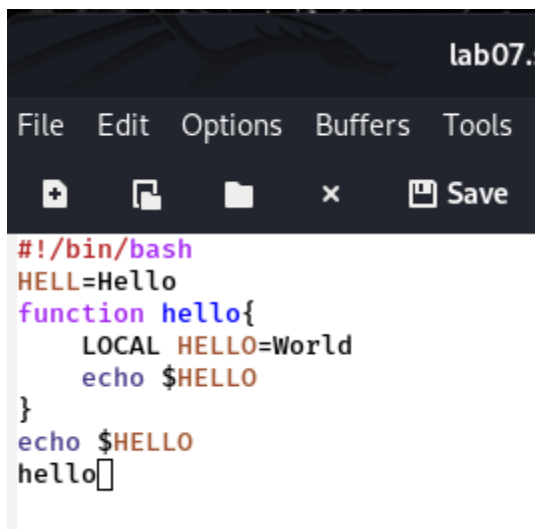 lab07.s
File Edit Options Buffers Tools
Save
#!/bin/bash
HELL=Hello
function hello{
    LOCAL HELLO=World
    echo $HELLO
}
echo $HELLO
hello